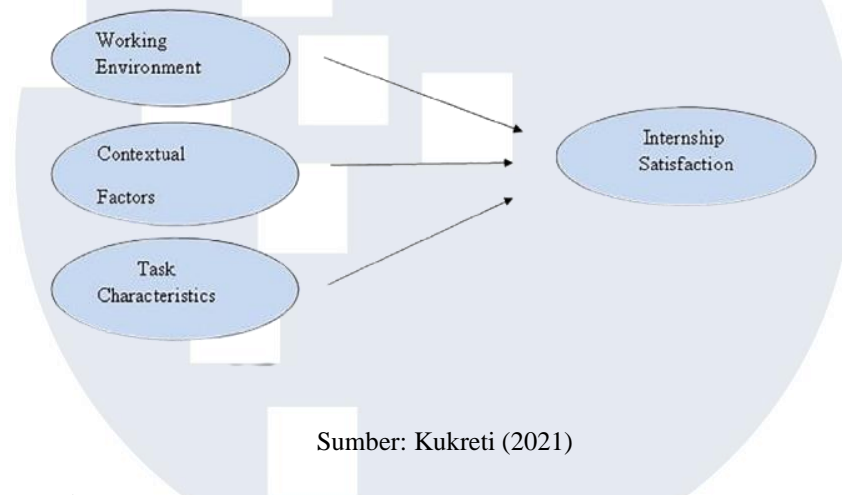 Working
Environment
Contextual
Factors
Task
Characteristics
Internship
Satisfaction
Sumber: Kukreti (2021)